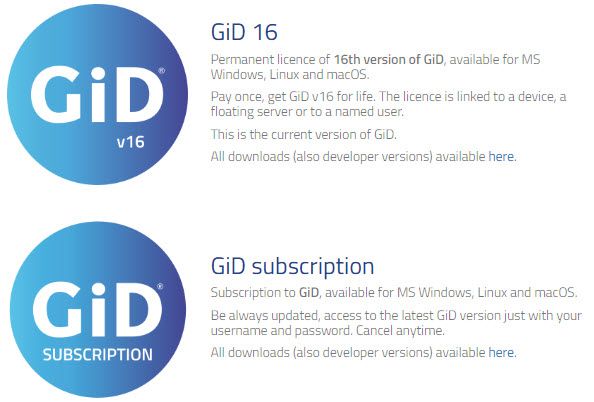 GiD®
v16
GiD 16
Permanent licence of 16th version of GiD, available for MS
Windows, Linux and macOS.
Pay once, get GiD v16 for life. The licence is linked to a device, a
floating server or to a named user.
This is the current version of GiD.
All downloads (also developer versions) available here.
GiD®
SUBSCRIPTION
GiD subscription
Subscription to GiD, available for MS Windows, Linux and macOS.
Be always updated, access to the latest GiD version just with your
username and password. Cancel anytime.
All downloads (also developer versions) available here.